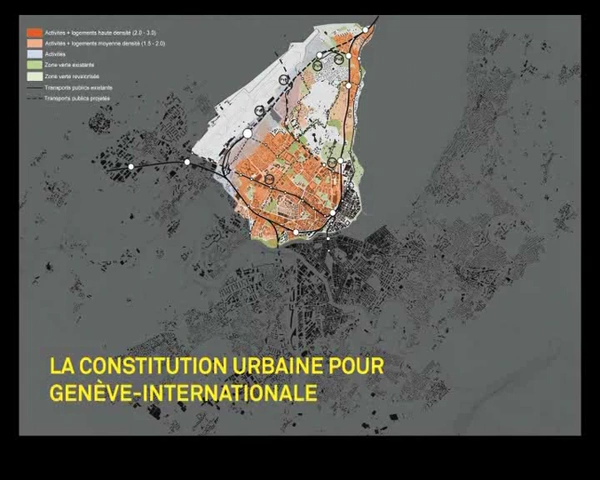 Activités + logements haute densité (2.0 - 3.0)
Activités + logements moyenne densité (1.5 - 2.0)
Activités
Zone verte existante
Zone verte revalorisée
Transports publics existants
Transports publics projetés
LA CONSTITUTION URBAINE POUR
GENÈVE-INTERNATIONALE